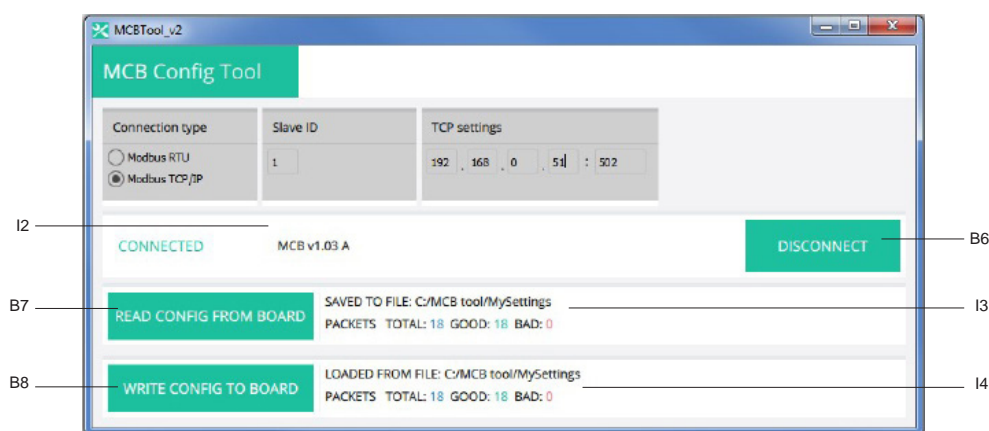 MCBTool_v2
MCB Config Tool
Connection type
Slave ID
TCP settings
Modbus RTU
Modbus TCP/IP
1
192 . 168 . 0 . 51 : 502
I2
CONNECTED
MCB v1.03 A
DISCONNECT
B6
B7
READ CONFIG FROM BOARD
SAVED TO FILE: C:/MCB tool/MySettings
PACKETS TOTAL: 18 GOOD: 18 BAD: 0
I3
B8
WRITE CONFIG TO BOARD
LOADED FROM FILE: C:/MCB tool/MySettings
PACKETS TOTAL: 18 GOOD: 18 BAD: 0
I4